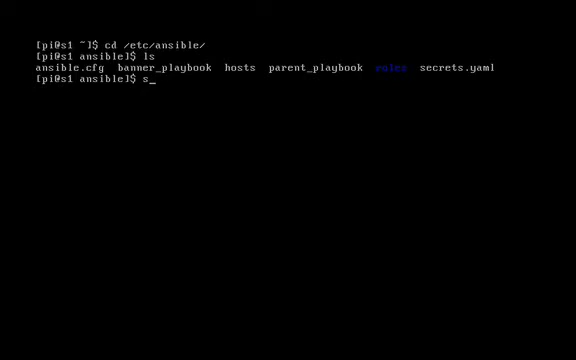 [pi@s1 ~]$ cd /etc/ansible/
[pi@s1 ansible]$ ls
ansible.cfg  banner_playbook  hosts  parent_playbook  roles  secrets.yaml
[pi@s1 ansible]$ s_